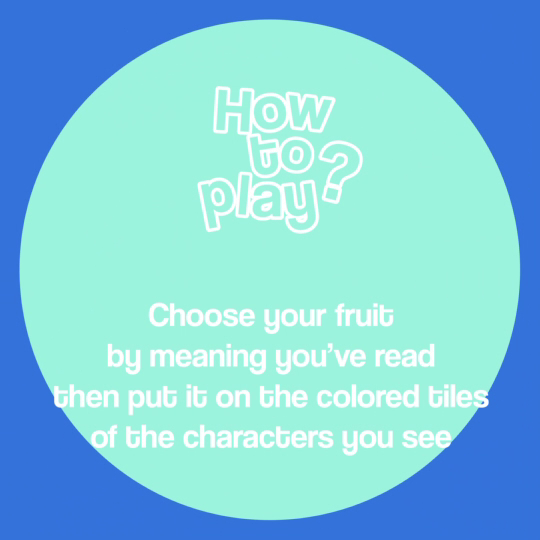 How
to
play?
Choose your fruit
by meaning you've read
then put it on the colored tiles
of the characters you see